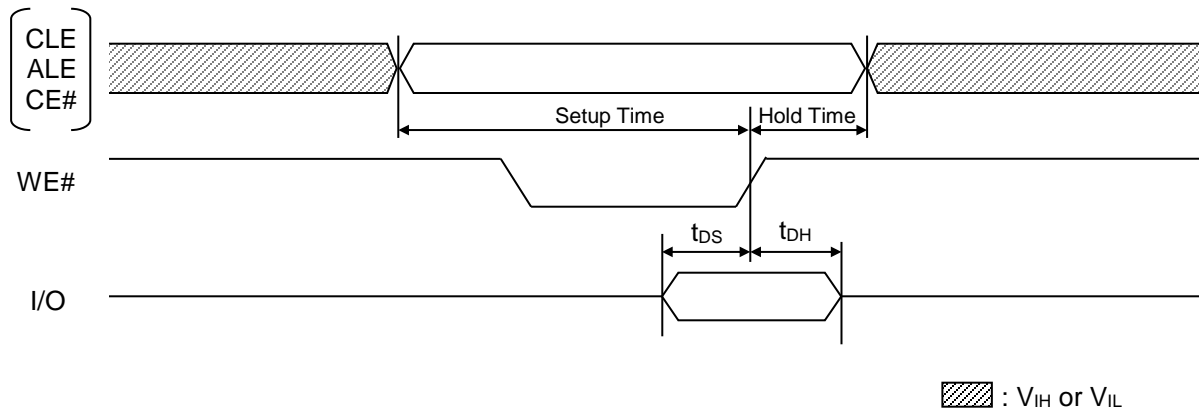 CLE
ALE
CE#
Setup Time
Hold Time
WE#
tDS
tDH
I/O
: VIH or VIL